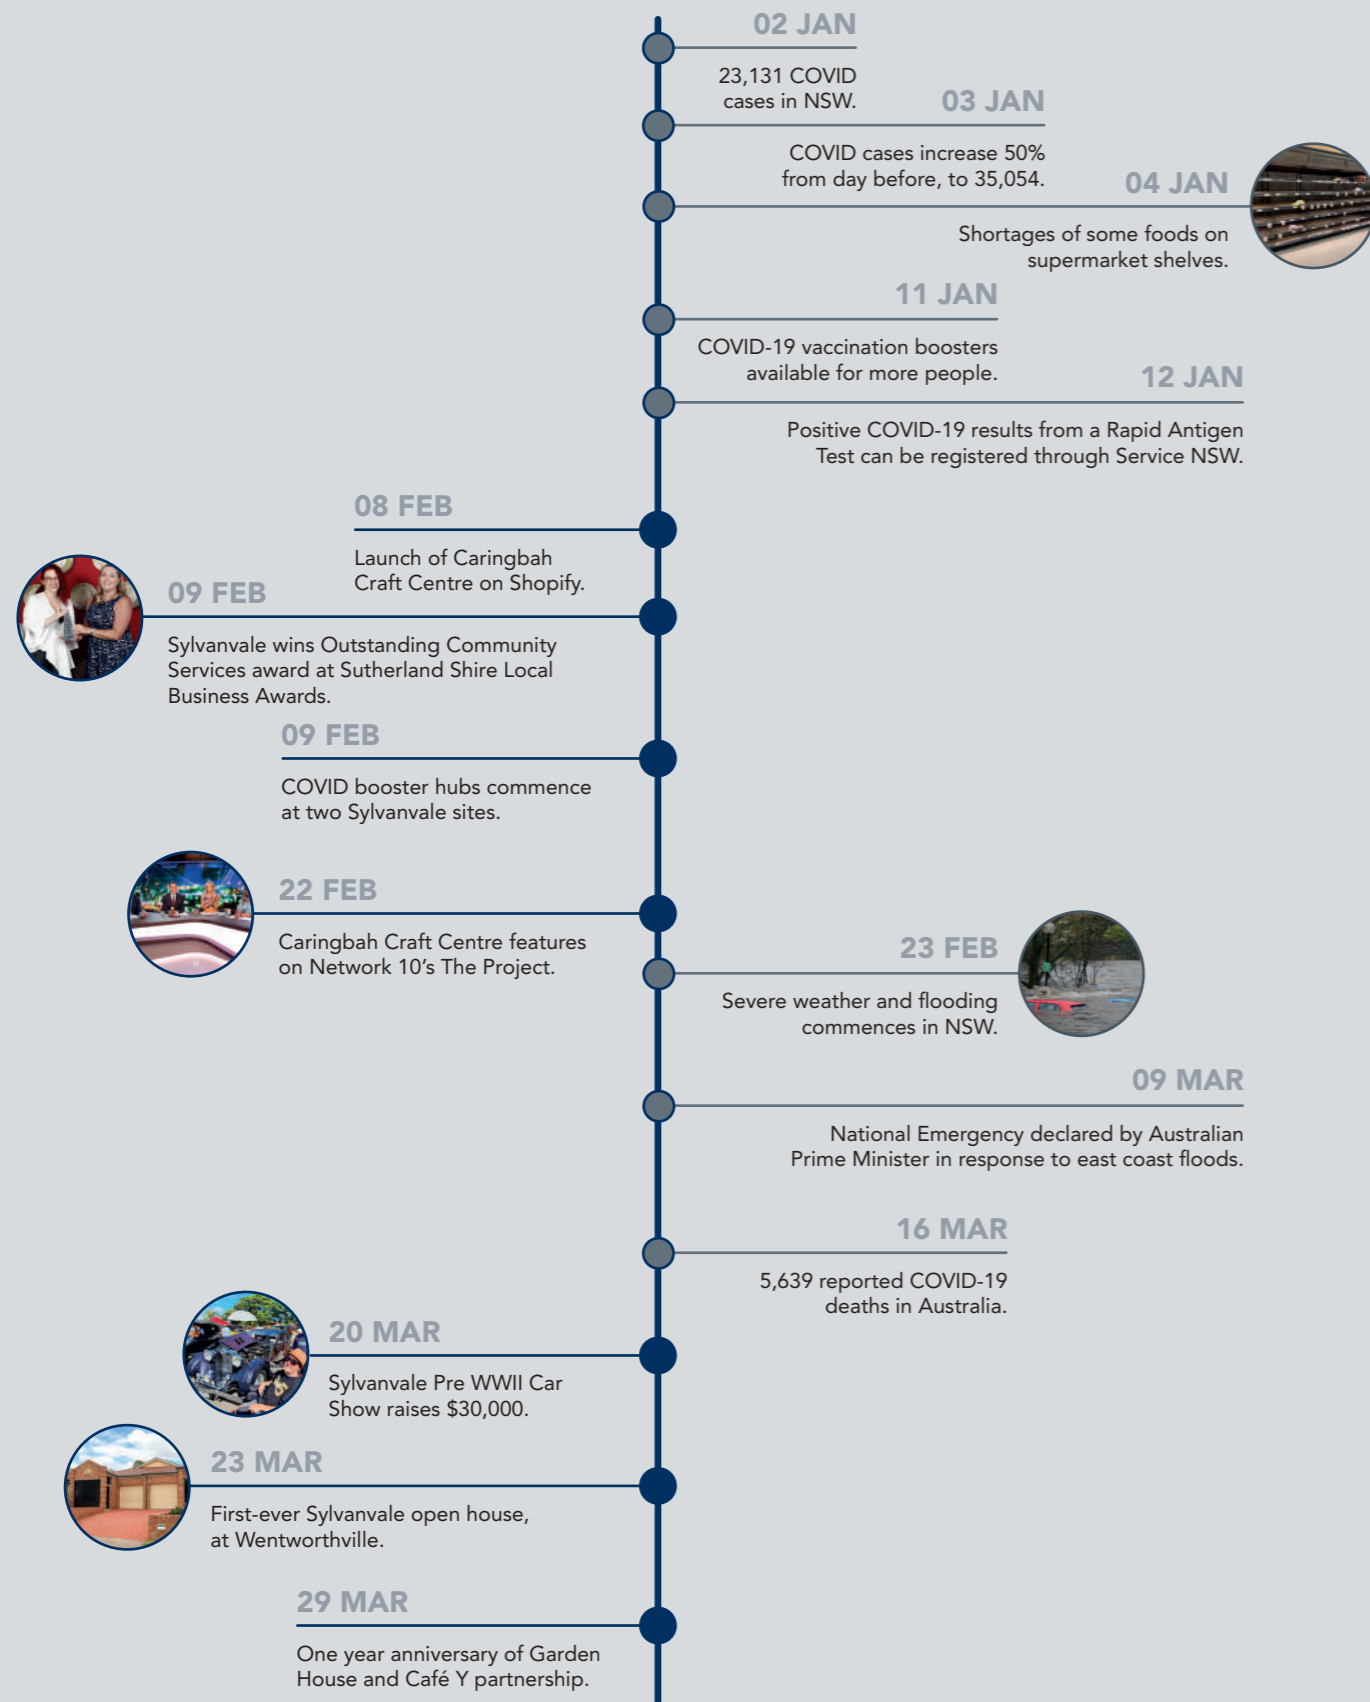 02 JAN
23,131 COVID
cases in NSW.
03 JAN
COVID cases increase 50%
from day before, to 35,054.
04 JAN
Shortages of some foods on
supermarket shelves.
11 JAN
COVID-19 vaccination boosters
available for more people.
12 JAN
Positive COVID-19 results from a Rapid Antigen
Test can be registered through Service NSW.
08 FEB
Launch of Caringbah
Craft Centre on Shopify.
09 FEB
Sylvanvale wins Outstanding Community
Services award at Sutherland Shire Local
Business Awards.
09 FEB
COVID booster hubs commence
at two Sylvanvale sites.
22 FEB
Caringbah Craft Centre features
on Network 10’s The Project.
23 FEB
Severe weather and flooding
commences in NSW.
09 MAR
National Emergency declared by Australian
Prime Minister in response to east coast floods.
16 MAR
5,639 reported COVID-19
deaths in Australia.
20 MAR
Sylvanvale Pre WWII Car
Show raises $30,000.
23 MAR
First-ever Sylvanvale open house,
at Wentworthville.
29 MAR
One year anniversary of Garden
House and Café Y partnership.